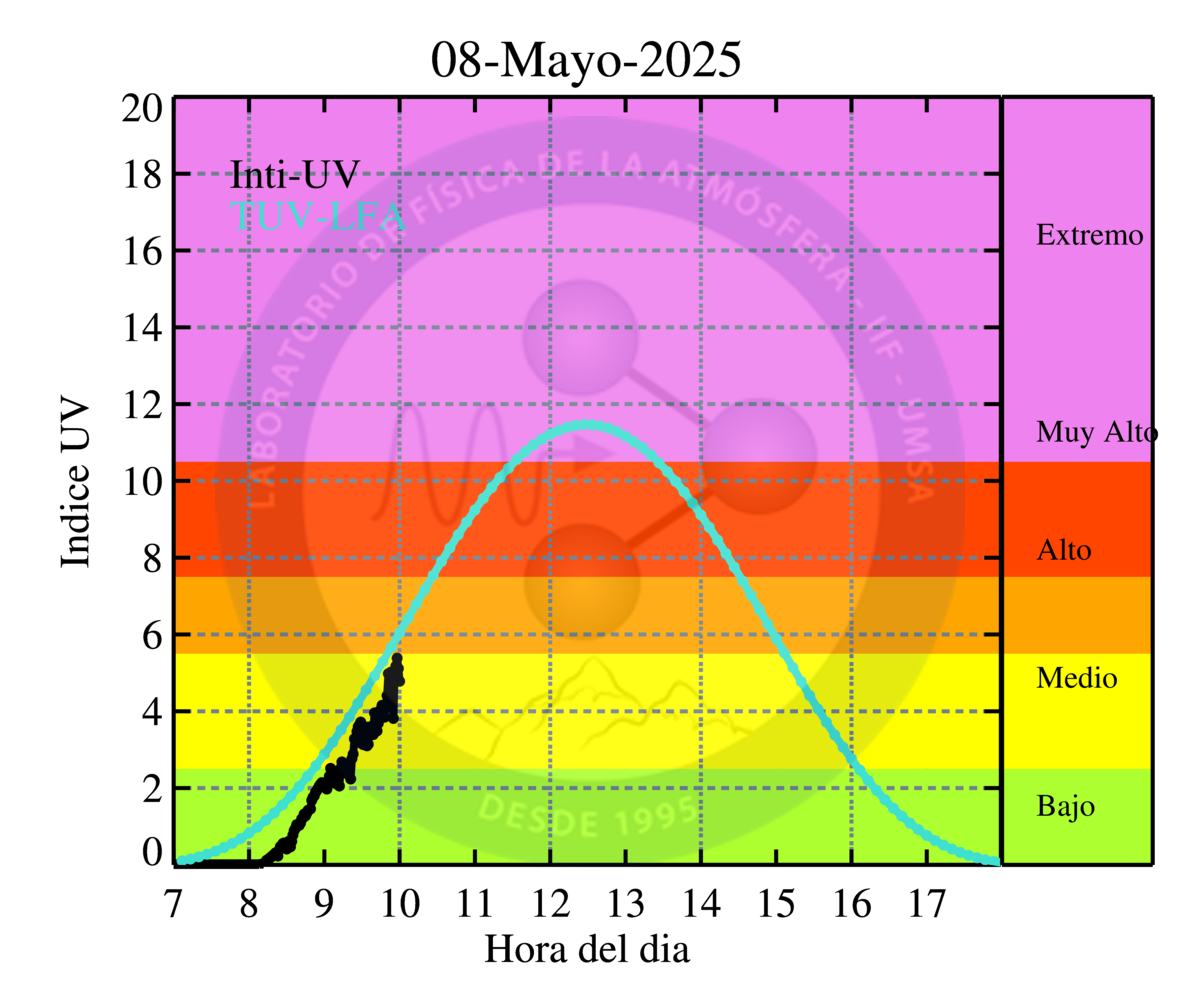 08-Mayo-2025
Indice UV
20
18
16
14
12
10
8
6
4
2
0
Inti-UV
TUV-LFA
LABORATORIO DE FÍSICA DE LA ATMÓSFERA - IIF - UMSA
DESDE 1995
Extremo
Muy Alto
Alto
Medio
Bajo
7 8 9 10 11 12 13 14 15 16 17
Hora del dia